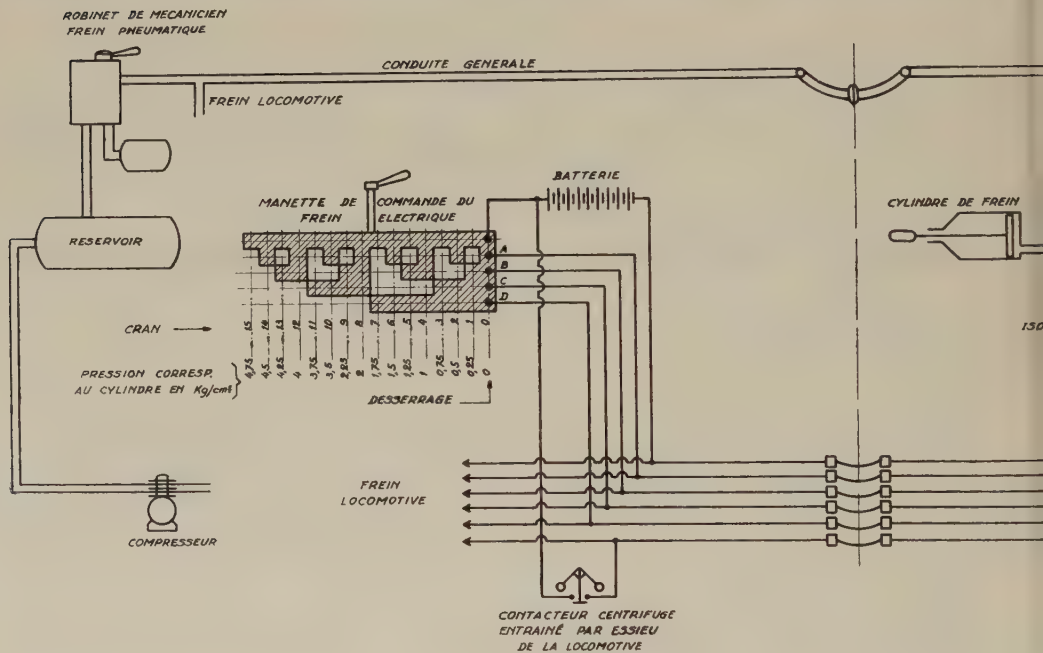 ROBINET DE MECANICIEN
FREIN PNEUMATIQUE
CONDUITE GENERALE
FREIN LOCOMOTIVE
BATTERIE
MANETTE DE COMMANDE DU
FREIN ELECTRIQUE
CYLINDRE DE FREIN
RESERVOIR
A
B
C
D
CRAN
15 14 13 12 11 10 9 8 7 6 5 4 3 2 1 0
PRESSION CORRESP.
AU CYLINDRE EN Kg/cm²
4,75 4,5 4,25 4 3,75 3,5 2,25 2 1,75 1,5 1,25 1 0,75 0,5 0,25 0
DESSERRAGE
ISO
FREIN
LOCOMOTIVE
COMPRESSEUR
CONTACTEUR CENTRIFUGE
ENTRAINÉ PAR ESSIEU
DE LA LOCOMOTIVE